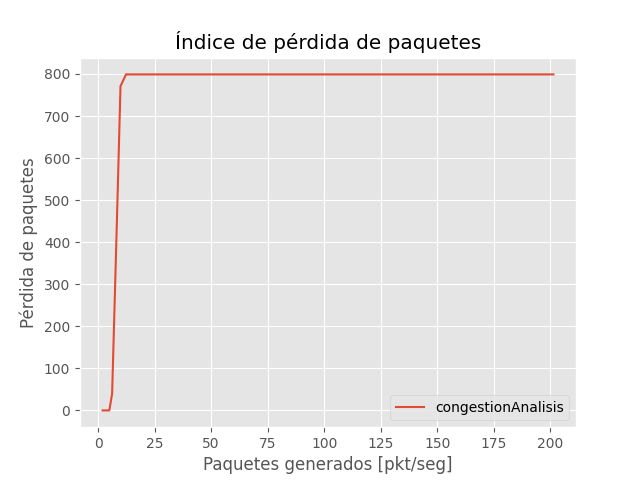 Índice de pérdida de paquetes
Pérdida de paquetes
800
700
600
500
400
300
200
100
0
congestionAnalisis
0 25 50 75 100 125 150 175 200
Paquetes generados [pkt/seg]